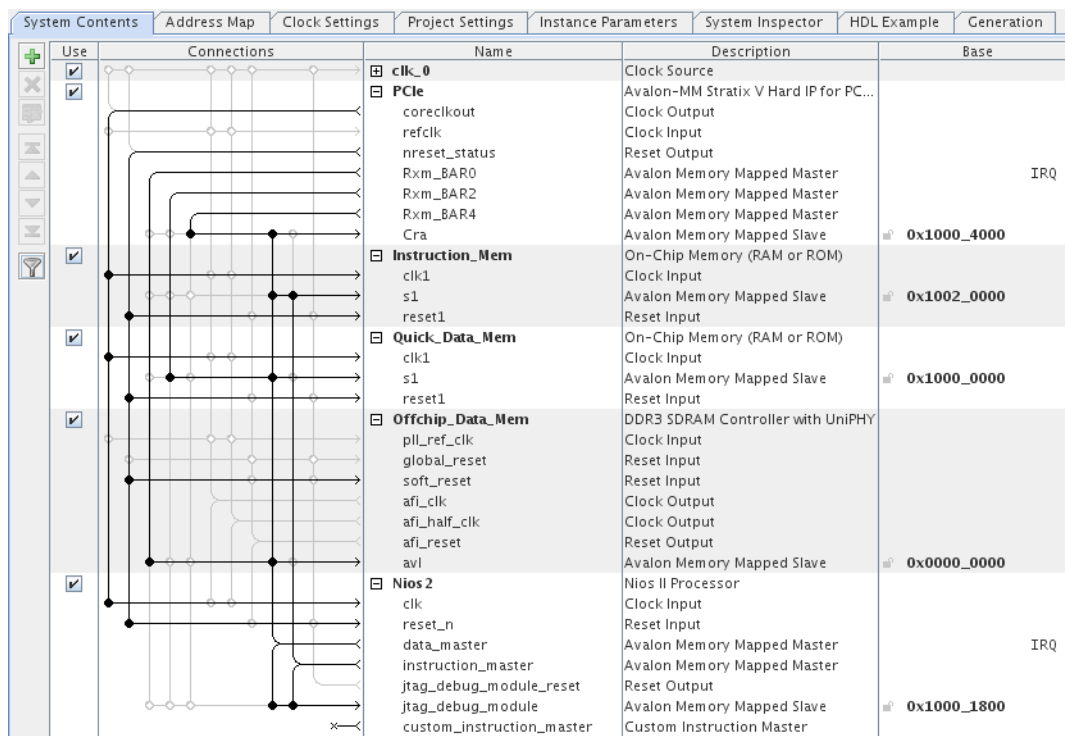 System Contents Address Map Clock Settings Project Settings Instance Parameters System Inspector HDL Example Generation
Use Connections Name Description Base
clk_0 Clock Source
PCIe Avalon-MM Stratix V Hard IP for PC...
coreclkout Clock Output
refclk Clock Input
nreset_status Reset Output
Rxm_BAR0 Avalon Memory Mapped Master IRQ
Rxm_BAR2 Avalon Memory Mapped Master
Rxm_BAR4 Avalon Memory Mapped Master
Cra Avalon Memory Mapped Slave 0x1000_4000
Instruction_Mem On-Chip Memory (RAM or ROM)
clk1 Clock Input
s1 Avalon Memory Mapped Slave 0x1002_0000
reset1 Reset Input
Quick_Data_Mem On-Chip Memory (RAM or ROM)
clk1 Clock Input
s1 Avalon Memory Mapped Slave 0x1000_0000
reset1 Reset Input
Offchip_Data_Mem DDR3 SDRAM Controller with UniPHY
pll_ref_clk Clock Input
global_reset Reset Input
soft_reset Reset Input
afi_clk Clock Output
afi_half_clk Clock Output
afi_reset Reset Output
avl Avalon Memory Mapped Slave 0x0000_0000
Nios2 Nios II Processor
clk Clock Input
reset_n Reset Input
data_master Avalon Memory Mapped Master IRQ
instruction_master Avalon Memory Mapped Master
jtag_debug_module_reset Reset Output
jtag_debug_module Avalon Memory Mapped Slave 0x1000_1800
custom_instruction_master Custom Instruction Master